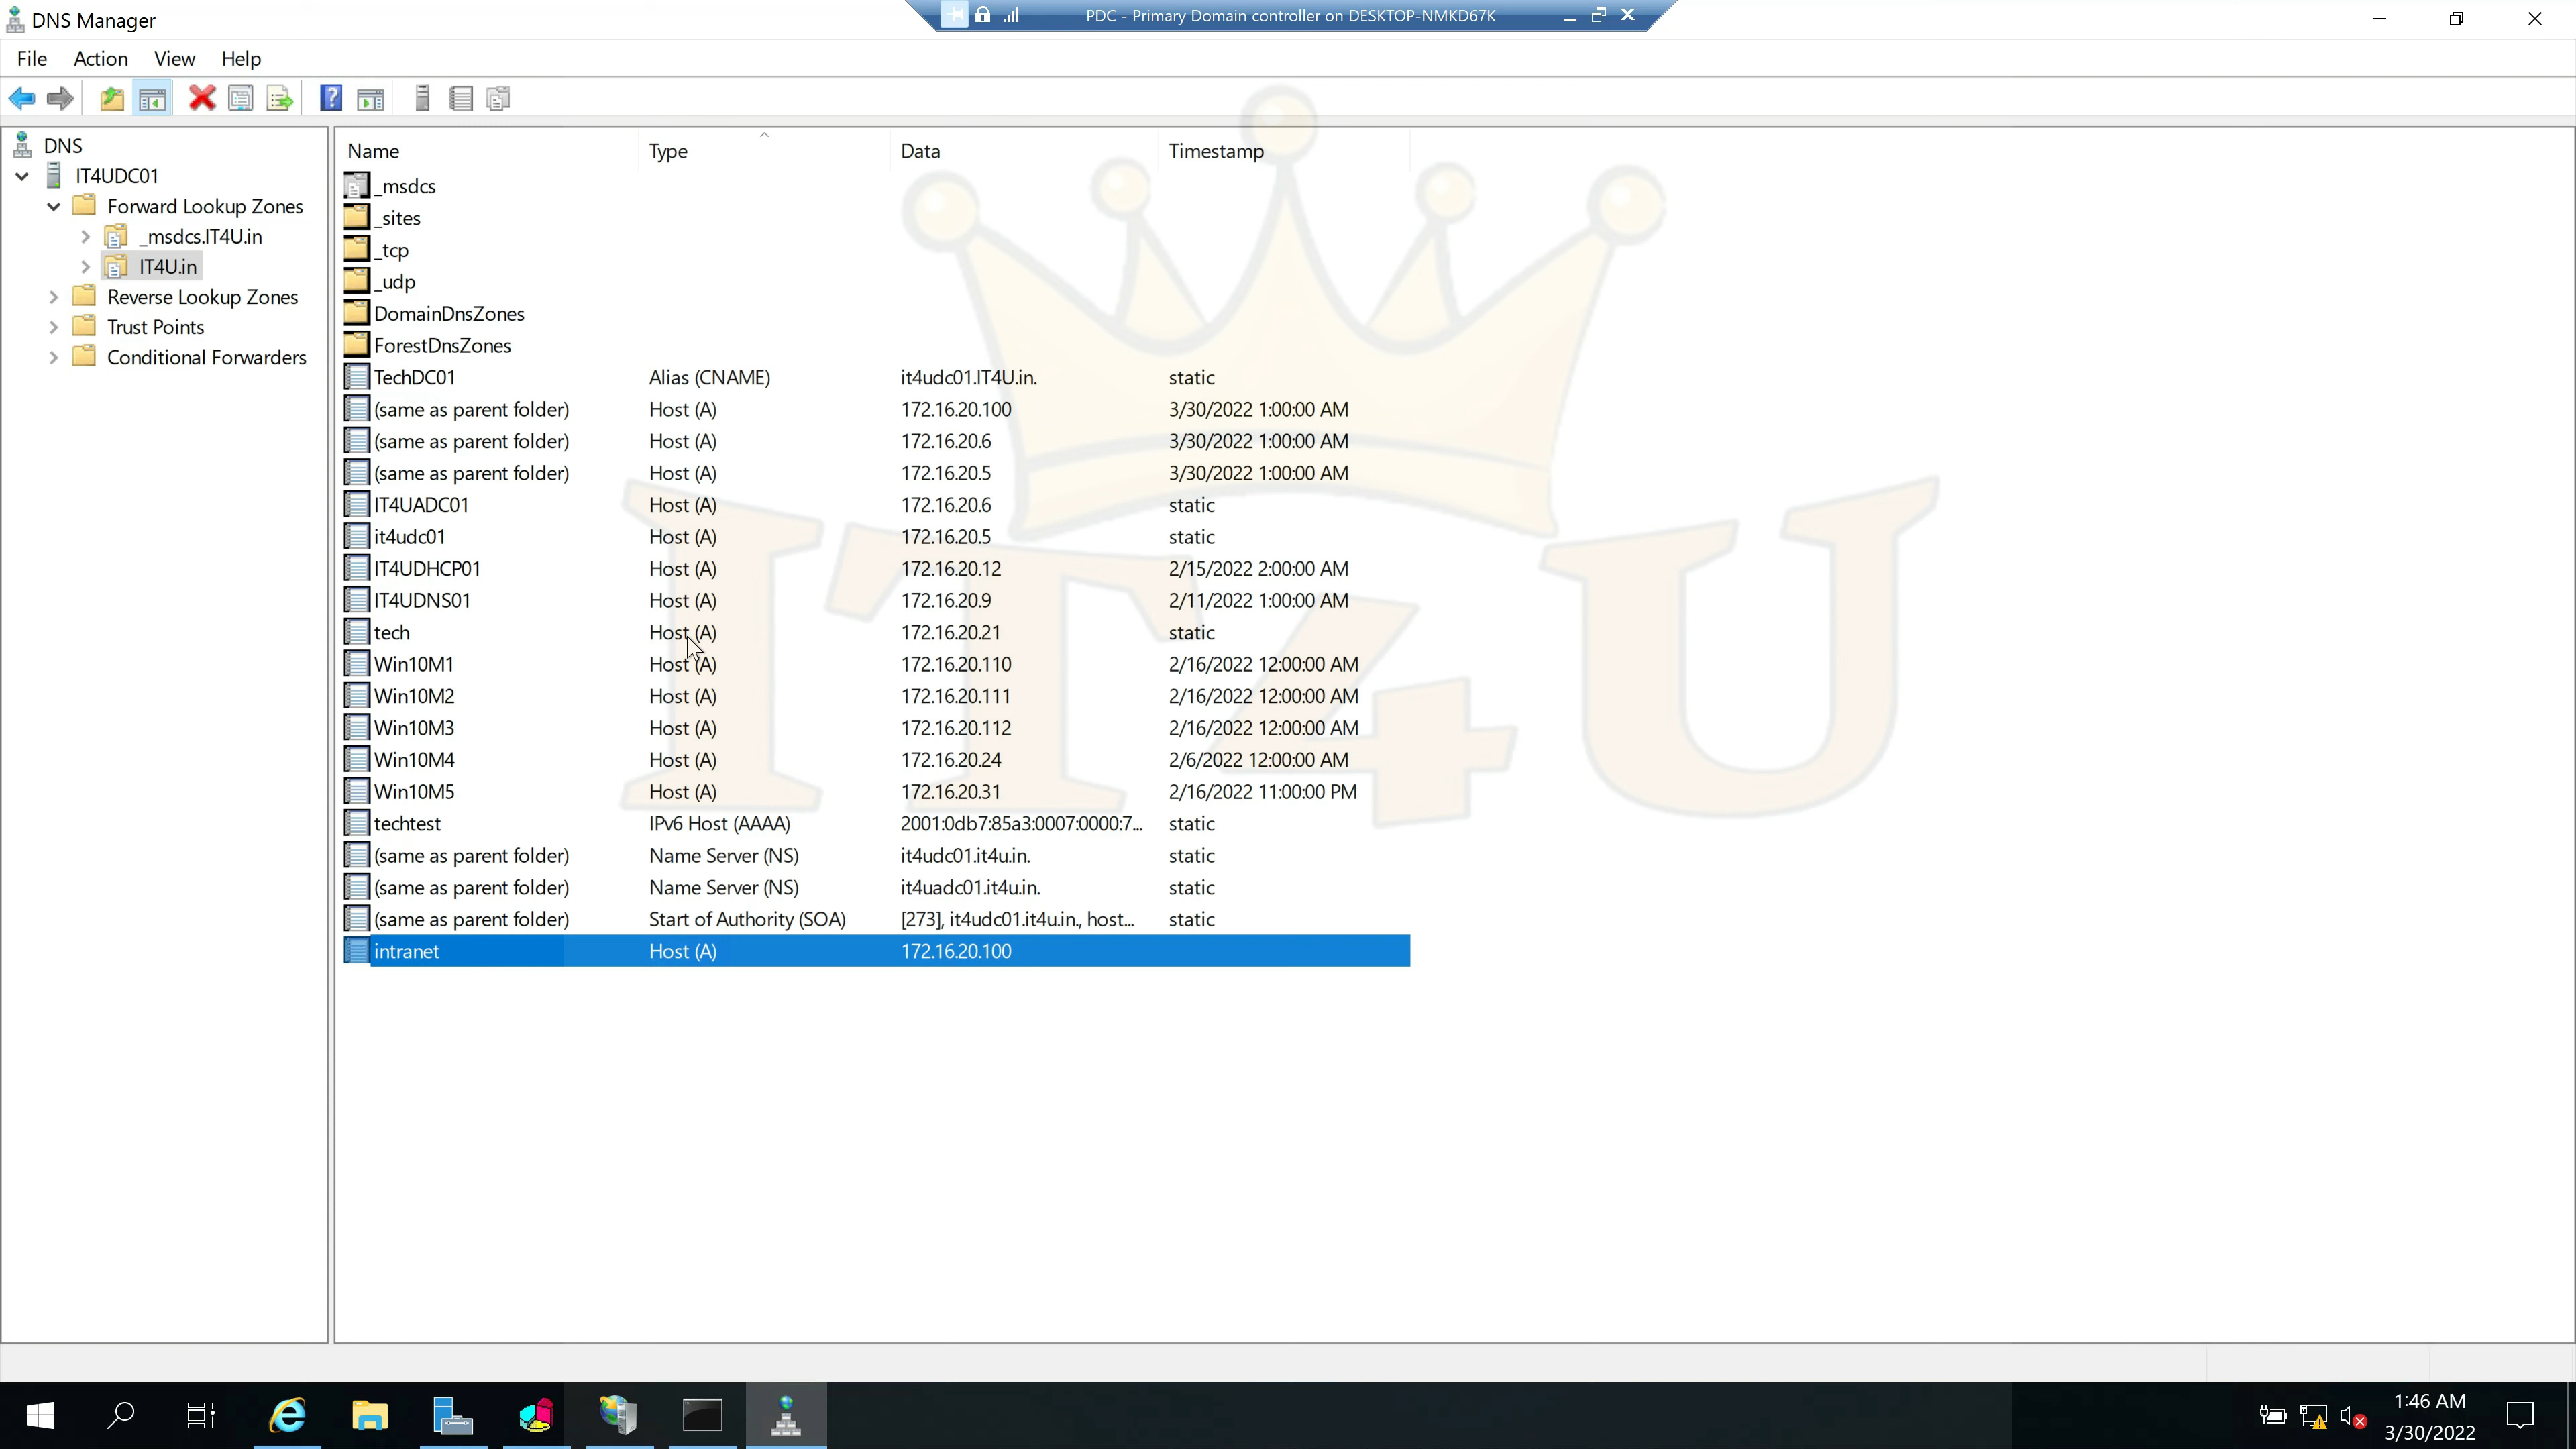 DNS Manager
PDC - Primary Domain controller on DESKTOP-NMKD67K
File Action View Help
DNS
IT4UDC01
Forward Lookup Zones
_msdcs.IT4U.in
IT4U.in
Reverse Lookup Zones
Trust Points
Conditional Forwarders
Name Type Data Timestamp
_msdcs
_sites
_tcp
_udp
DomainDnsZones
ForestDnsZones
TechDC01 Alias (CNAME) it4udc01.IT4U.in. static
(same as parent folder) Host (A) 172.16.20.100 3/30/2022 1:00:00 AM
(same as parent folder) Host (A) 172.16.20.6 3/30/2022 1:00:00 AM
(same as parent folder) Host (A) 172.16.20.5 3/30/2022 1:00:00 AM
IT4UADC01 Host (A) 172.16.20.6 static
it4udc01 Host (A) 172.16.20.5 static
IT4UDHCP01 Host (A) 172.16.20.12 2/15/2022 2:00:00 AM
IT4UDNS01 Host (A) 172.16.20.9 2/11/2022 1:00:00 AM
tech Host (A) 172.16.20.21 static
Win10M1 Host (A) 172.16.20.110 2/16/2022 12:00:00 AM
Win10M2 Host (A) 172.16.20.111 2/16/2022 12:00:00 AM
Win10M3 Host (A) 172.16.20.112 2/16/2022 12:00:00 AM
Win10M4 Host (A) 172.16.20.24 2/6/2022 12:00:00 AM
Win10M5 Host (A) 172.16.20.31 2/16/2022 11:00:00 PM
techtest IPv6 Host (AAAA) 2001:0db7:85a3:0007:0000:7... static
(same as parent folder) Name Server (NS) it4udc01.it4u.in. static
(same as parent folder) Name Server (NS) it4uadc01.it4u.in. static
(same as parent folder) Start of Authority (SOA) [273], it4udc01.it4u.in., host... static
intranet Host (A) 172.16.20.100
IT4U
1:46 AM
3/30/2022